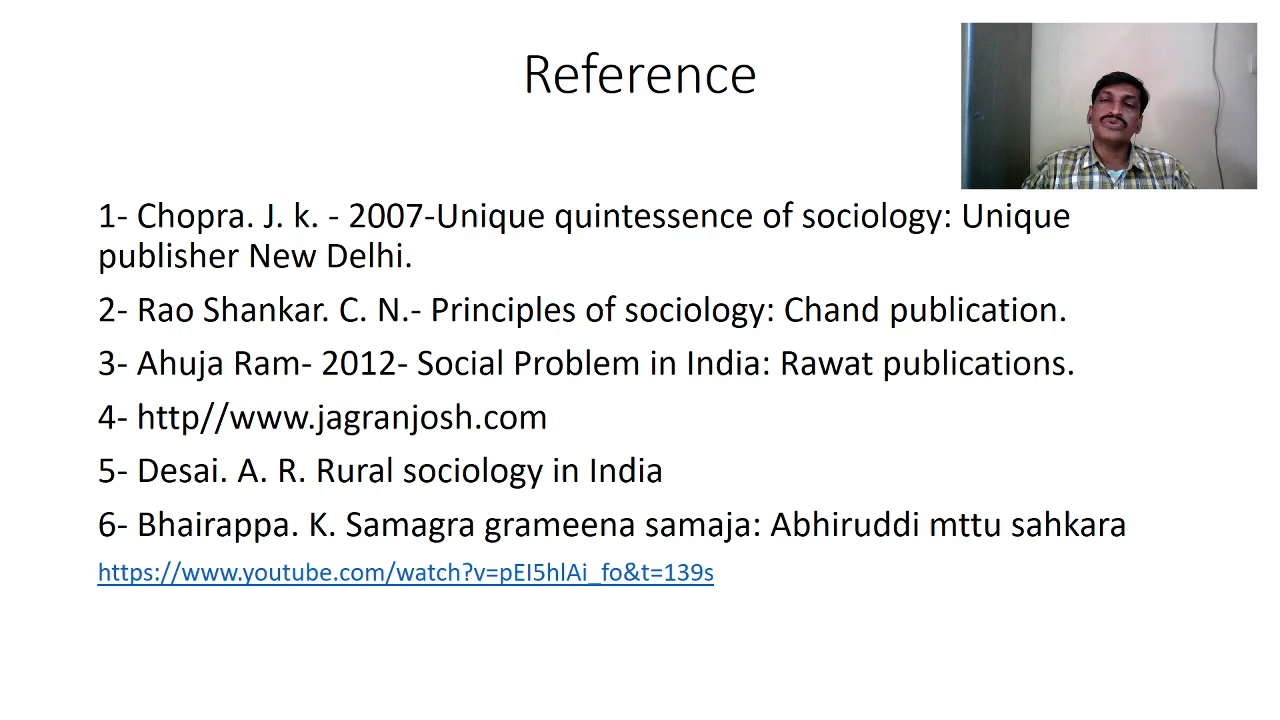 Reference
1- Chopra. J. k. - 2007-Unique quintessence of sociology: Unique
publisher New Delhi.
2- Rao Shankar. C. N.- Principles of sociology: Chand publication.
3- Ahuja Ram- 2012- Social Problem in India: Rawat publications.
4- http//www.jagranjosh.com
5- Desai. A. R. Rural sociology in India
6- Bhairappa. K. Samagra grameena samaja: Abhiruddi mttu sahkara
https://www.youtube.com/watch?v=pEI5hlAi_fo&t=139s